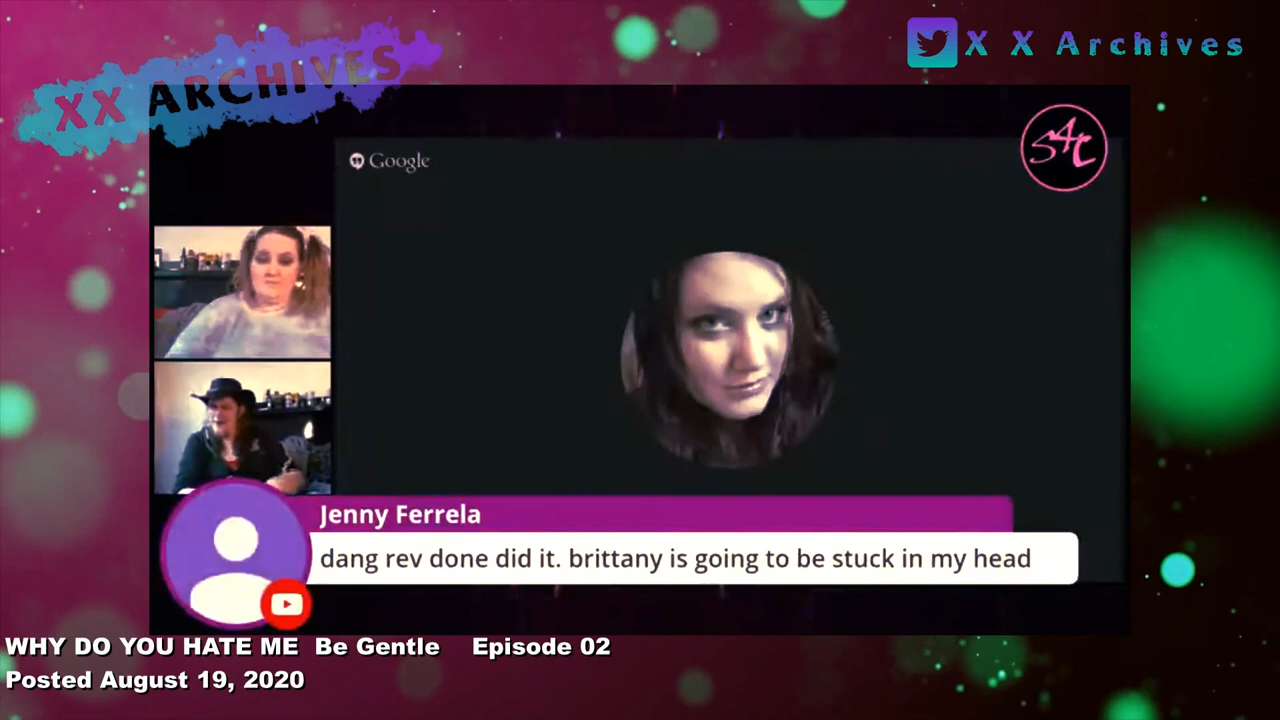 XX ARCHIVES
X X Archives
Google
S4C
Jenny Ferrela
dang rev done did it. brittany is going to be stuck in my head
WHY DO YOU HATE ME Be Gentle Episode 02
Posted August 19, 2020